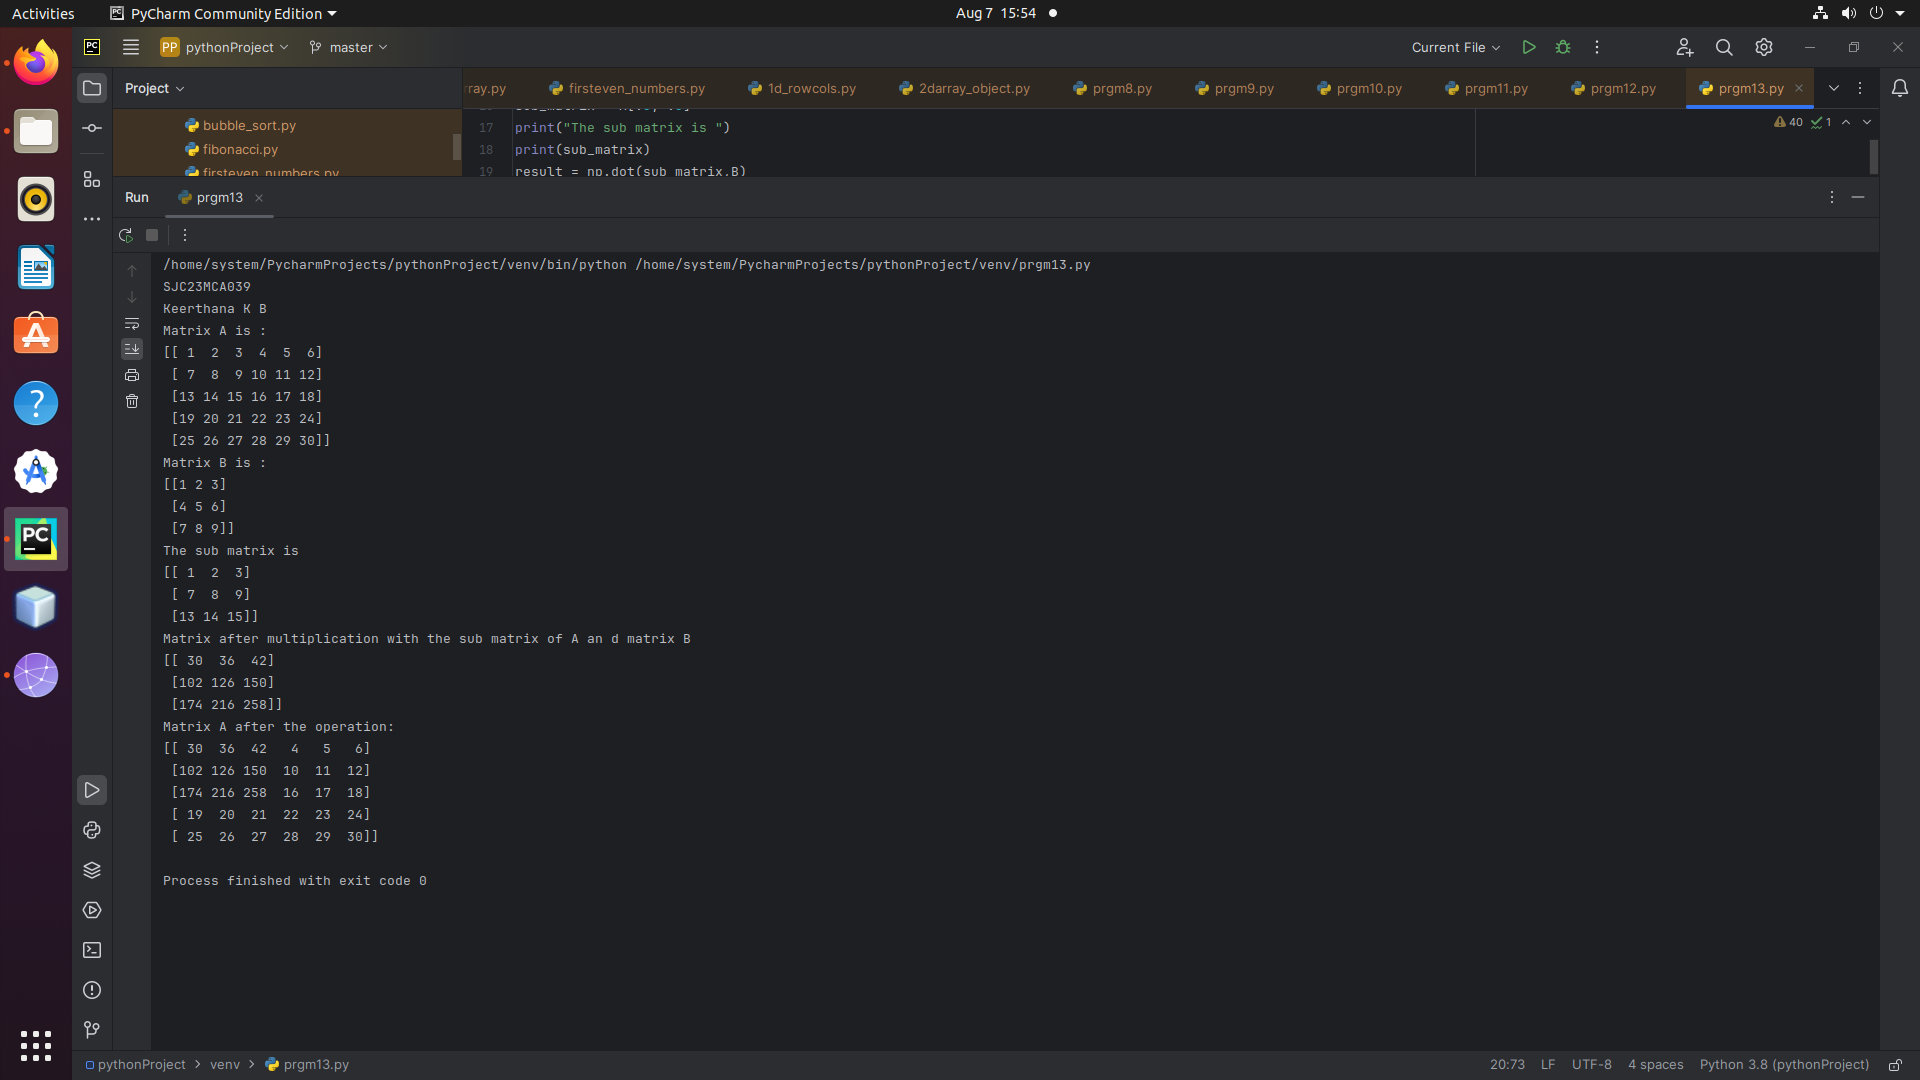 Activities PyCharm Community Edition Aug 7 15:54
PC PP pythonProject master Current File
Project ray.py firsteven_numbers.py 1d_rowcols.py 2darray_object.py prgm8.py prgm9.py prgm10.py prgm11.py prgm12.py prgm13.py
bubble_sort.py
fibonacci.py
firsteven_numbers.py
17 print("The sub matrix is ")
18 print(sub_matrix)
19 result = np.dot(sub_matrix,B)
40 1
Run prgm13
/home/system/PycharmProjects/pythonProject/venv/bin/python /home/system/PycharmProjects/pythonProject/venv/prgm13.py
SJC23MCA039
Keerthana K B
Matrix A is :
[[ 1  2  3  4  5  6]
 [ 7  8  9 10 11 12]
 [13 14 15 16 17 18]
 [19 20 21 22 23 24]
 [25 26 27 28 29 30]]
Matrix B is :
[[1 2 3]
 [4 5 6]
 [7 8 9]]
The sub matrix is
[[ 1  2  3]
 [ 7  8  9]
 [13 14 15]]
Matrix after multiplication with the sub matrix of A an d matrix B
[[ 30  36  42]
 [102 126 150]
 [174 216 258]]
Matrix A after the operation:
[[ 30  36  42   4   5   6]
 [102 126 150  10  11  12]
 [174 216 258  16  17  18]
 [ 19  20  21  22  23  24]
 [ 25  26  27  28  29  30]]
Process finished with exit code 0
PC
pythonProject > venv > prgm13.py 20:73 LF UTF-8 4 spaces Python 3.8 (pythonProject)